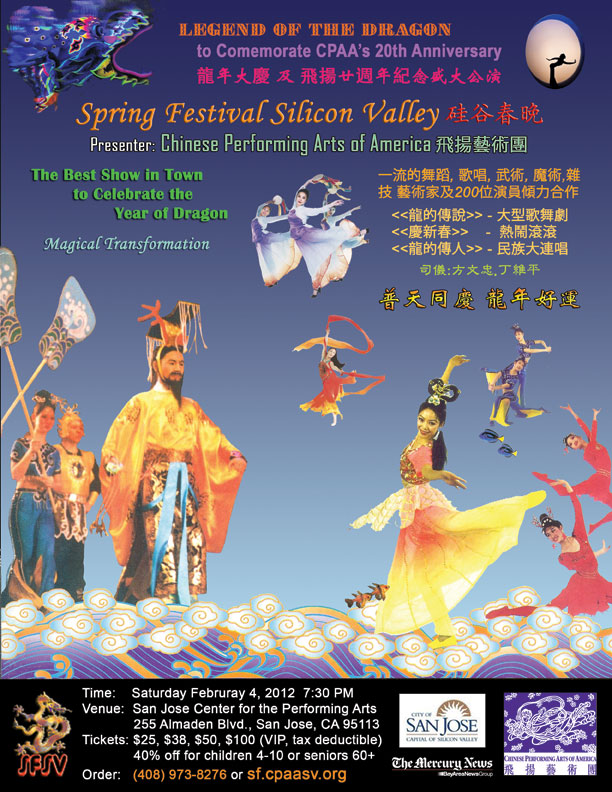 LEGEND OF THE DRAGON
to Comemorate CPAA's 20th Anniversary
龍年大慶 及 飛揚廿週年紀念盛大公演
Spring Festival Silicon Valley 硅谷春晚
Presenter: Chinese Performing Arts of America 飛揚藝術團
The Best Show in Town
to Celebrate the
Year of Dragon
Magical Transformation
一流的舞蹈, 歌唱, 武術, 魔術,雜
技 藝術家及200位演員傾力合作
<<龍的傳說>> - 大型歌舞劇
<<慶新春>> - 熱鬧滾滾
<<龍的傳人>> - 民族大連唱
司儀:方文忠,丁維平
普天同慶 龍年好運
SFSV
Time: Saturday Februray 4, 2012 7:30 PM
Venue: San Jose Center for the Performing Arts
255 Almaden Blvd., San Jose, CA 95113
Tickets: $25, $38, $50, $100 (VIP, tax deductible)
40% off for children 4-10 or seniors 60+
Order: (408) 973-8276 or sf.cpaasv.org
CITY OF
SAN JOSE
CAPITAL OF SILICON VALLEY
The Mercury News
BayAreaNewsGroup
CHINESE PERFORMING ARTS OF AMERICA
飛揚藝術團